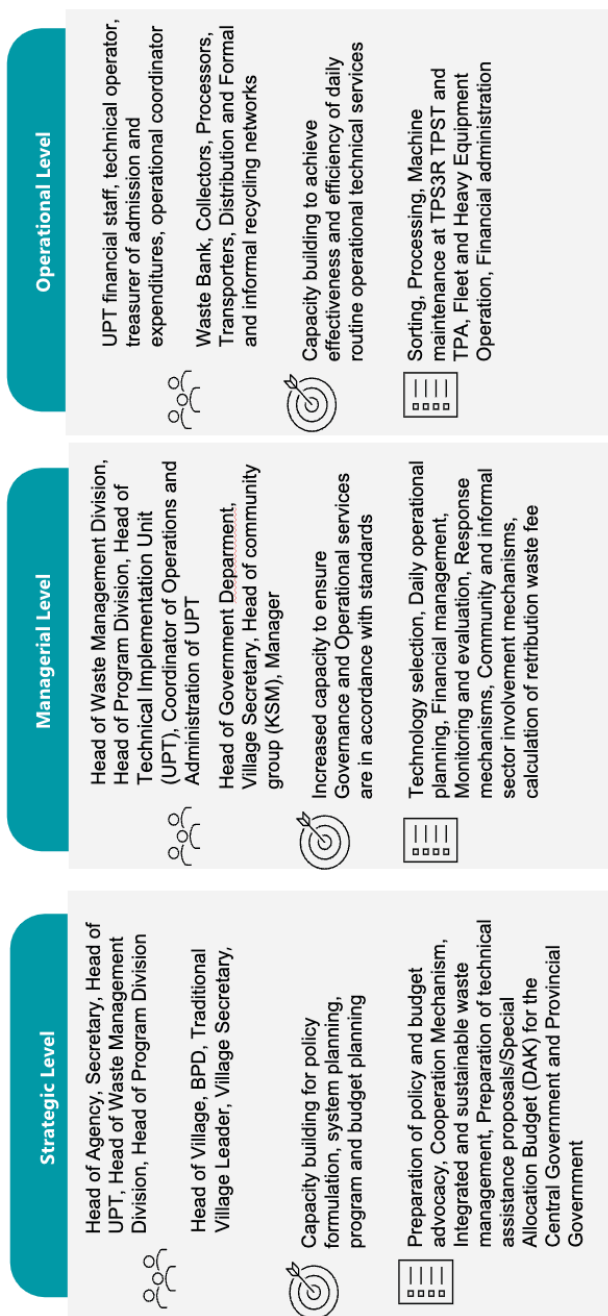 Strategic Level
Head of Agency, Secretary, Head of
UPT, Head of Waste Management
Division, Head of Program Division
Head of Village, BPD, Traditional
Village Leader, Village Secretary,
Capacity building for policy
formulation, system planning,
program and budget planning
Preparation of policy and budget
advocacy, Cooperation Mechanism,
Integrated and sustainable waste
management, Preparation of technical
assistance proposals/Special
Allocation Budget (DAK) for the
Central Government and Provincial
Government
Managerial Level
Head of Waste Management Division,
Head of Program Division, Head of
Technical Implementation Unit
(UPT), Coordinator of Operations and
Administration of UPT
Head of Government Department,
Village Secretary, Head of community
group (KSM), Manager
Increased capacity to ensure
Governance and Operational services
are in accordance with standards
Technology selection, Daily operational
planning, Financial management,
Monitoring and evaluation, Response
mechanisms, Community and informal
sector involvement mechanisms,
calculation of retribution waste fee
Operational Level
UPT financial staff, technical operator,
treasurer of admission and
expenditures, operational coordinator
Waste Bank, Collectors, Processors,
Transporters, Distribution and Formal
and informal recycling networks
Capacity building to achieve
effectiveness and efficiency of daily
routine operational technical services
Sorting, Processing, Machine
maintenance at TPS3R TPST and
TPA, Fleet and Heavy Equipment
Operation, Financial administration